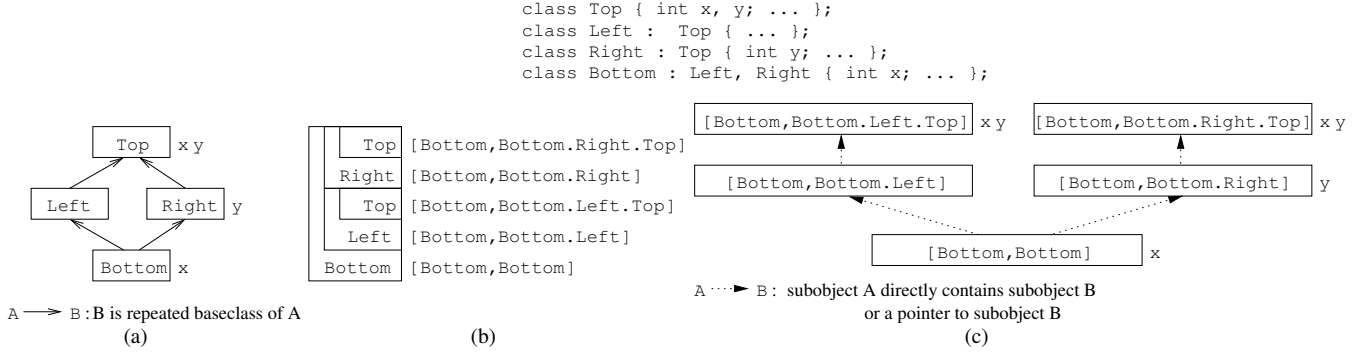 class Top { int x, y; ... };
class Left :  Top { ... };
class Right : Top { int y; ... };
class Bottom : Left, Right { int x; ... };
Top x y
Left
Right y
Bottom x
A B : B is repeated baseclass of A
(a)
Top [Bottom,Bottom.Right.Top]
Right [Bottom,Bottom.Right]
Top [Bottom,Bottom.Left.Top]
Left [Bottom,Bottom.Left]
Bottom [Bottom,Bottom]
(b)
[Bottom,Bottom.Left.Top] x y
[Bottom,Bottom.Right.Top] x y
[Bottom,Bottom.Left]
[Bottom,Bottom.Right] y
[Bottom,Bottom] x
A B : subobject A directly contains subobject B
or a pointer to subobject B
(c)